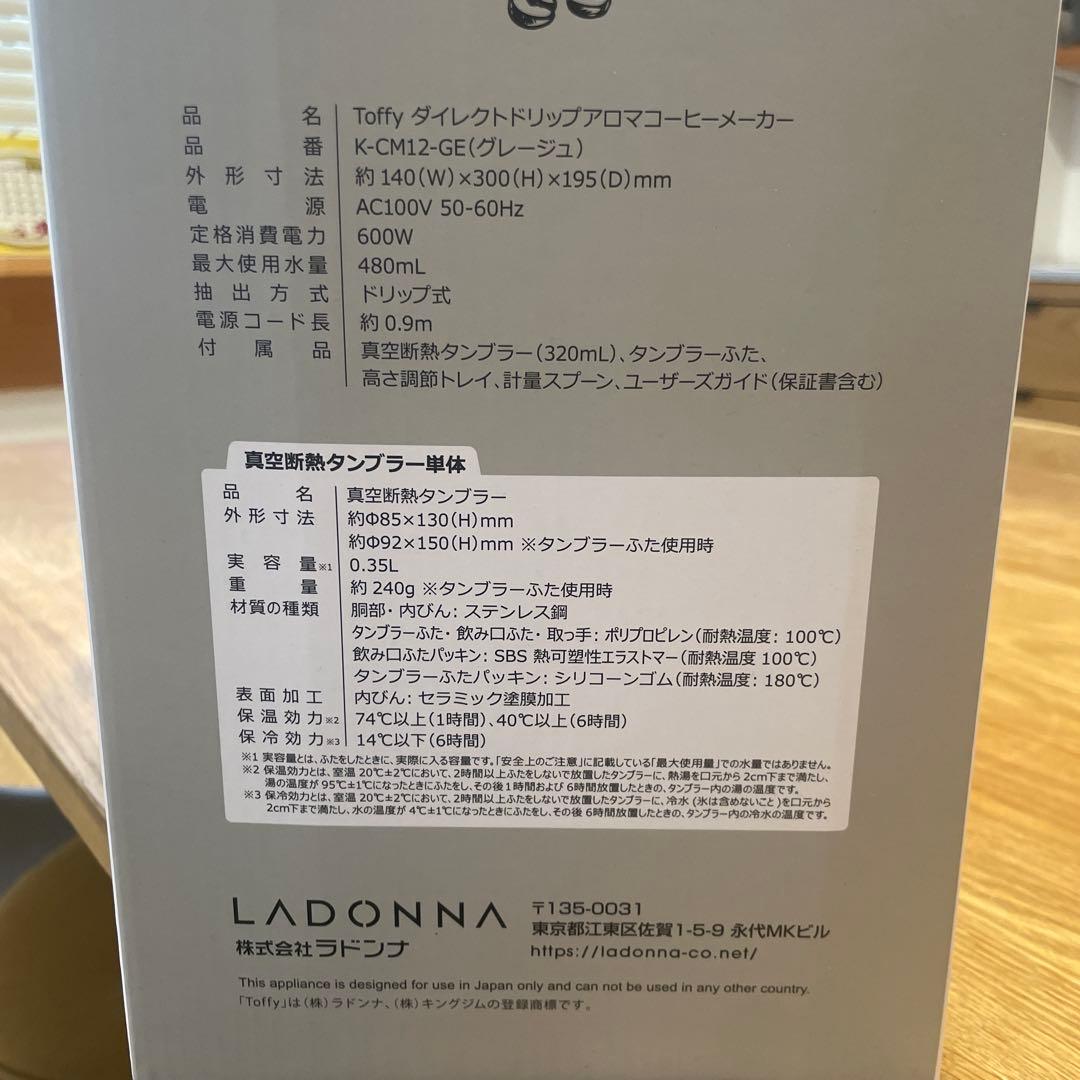 品名 Toffy ダイレクトドリップアロマコーヒーメーカー
品番 K-CM12-GE(グレージュ)
外形寸法 約140(W)×300(H)×195(D)mm
電源 AC100V 50-60Hz
定格消費電力 600W
最大使用水量 480mL
抽出方式 ドリップ式
電源コード長 約0.9m
付属品 真空断熱タンブラー(320mL)、タンブラーふた、
高さ調節トレイ、計量スプーン、ユーザーズガイド(保証書含む)
真空断熱タンブラー単体
品名 真空断熱タンブラー
外形寸法 約Φ85×130(H)mm
約Φ92×150(H)mm ※タンブラーふた使用時
実容量※1 0.35L
重量 約240g ※タンブラーふた使用時
材質の種類 胴部・内びん: ステンレス鋼
タンブラーふた・飲み口ふた・取っ手: ポリプロピレン(耐熱温度: 100℃)
飲み口ふたパッキン: SBS 熱可塑性エラストマー(耐熱温度 100℃)
タンブラーふたパッキン: シリコーンゴム(耐熱温度: 180℃)
表面加工 内びん: セラミック塗膜加工
保温効力※2 74℃以上(1時間)、40℃以上(6時間)
保冷効力※3 14℃以下(6時間)
※1 実容量とは、ふたをしたときに、実際に入る容量です。「安全上のご注意」に記載している「最大使用量」での水量ではありません。
※2 保温効力とは、室温 20℃±2℃において、2時間以上ふたをしないで放置したタンブラーに、熱湯を口元から 2cm下まで満たし、
湯の温度が 95℃±1℃になったときにふたをし、その後1時間および 6時間放置したときの、タンブラー内の湯の温度です。
※3 保冷効力とは、室温 20℃±2℃において、2時間以上ふたをしないで放置したタンブラーに、冷水(氷は含めないこと)を口元から
2cm下まで満たし、水の温度が 4℃±1℃になったときにふたをし、その後 6時間放置したときの、タンブラー内の冷水の温度です。
LADONNA
株式会社ラドンナ
〒135-0031
東京都江東区佐賀1-5-9 永代MKビル
https://ladonna-co.net/
This appliance is designed for use in Japan only and can not be used in any other country.
「Toffy」は(株)ラドンナ、(株)キングジムの登録商標です。